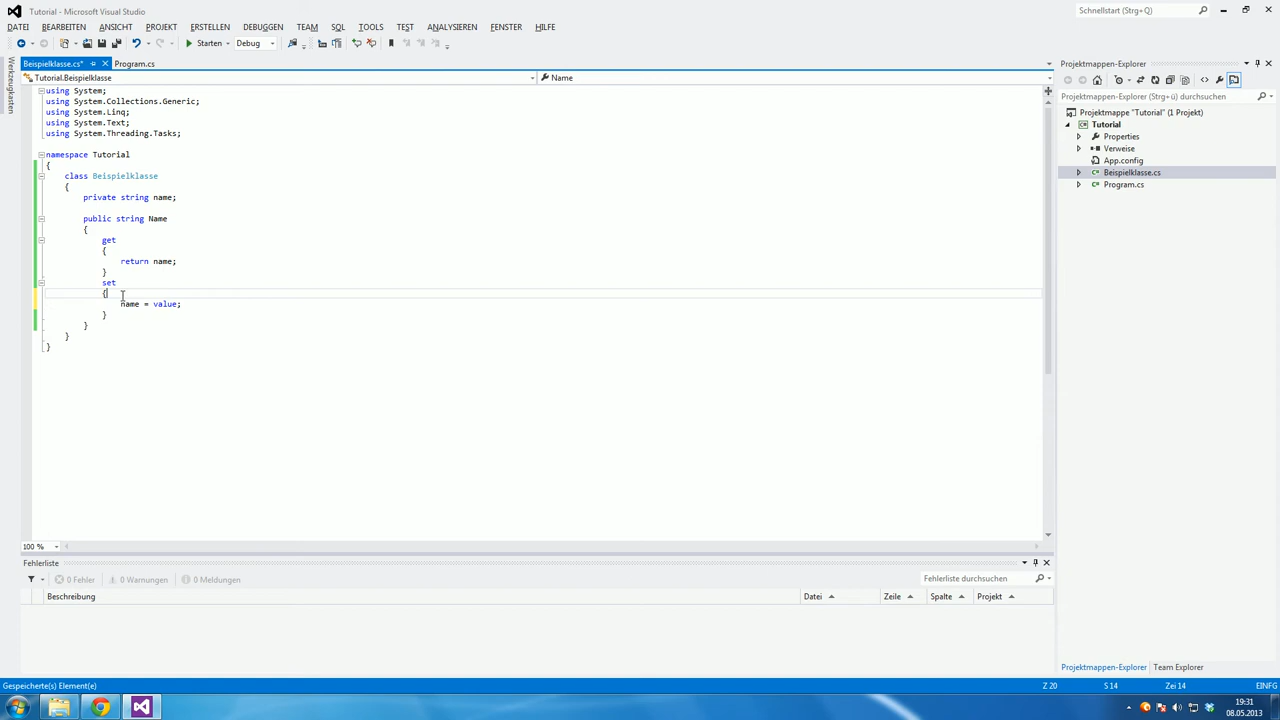 Tutorial - Microsoft Visual Studio
Schnellstart (Strg+Q)
DATEI BEARBEITEN ANSICHT PROJEKT ERSTELLEN DEBUGGEN TEAM SQL TOOLS TEST ANALYSIEREN FENSTER HILFE
Starten Debug
Werkzeugkasten
Beispielklasse.cs* Program.cs
Tutorial.Beispielklasse Name
using System;
using System.Collections.Generic;
using System.Linq;
using System.Text;
using System.Threading.Tasks;
namespace Tutorial
{
class Beispielklasse
{
private string name;
public string Name
{
get
{
return name;
}
set
{
name = value;
}
}
}
}
100 %
Projektmappen-Explorer
Projektmappen-Explorer (Strg+ü) durchsuchen
Projektmappe "Tutorial" (1 Projekt)
Tutorial
Properties
Verweise
App.config
Beispielklasse.cs
Program.cs
Fehlerliste
0 Fehler 0 Warnungen 0 Meldungen
Fehlerliste durchsuchen
Beschreibung Datei Zeile Spalte Projekt
Projektmappen-Explorer Team Explorer
Gespeicherte(s) Element(e) Z 20 S 14 Zei 14 EINFG
19:31
08.05.2013